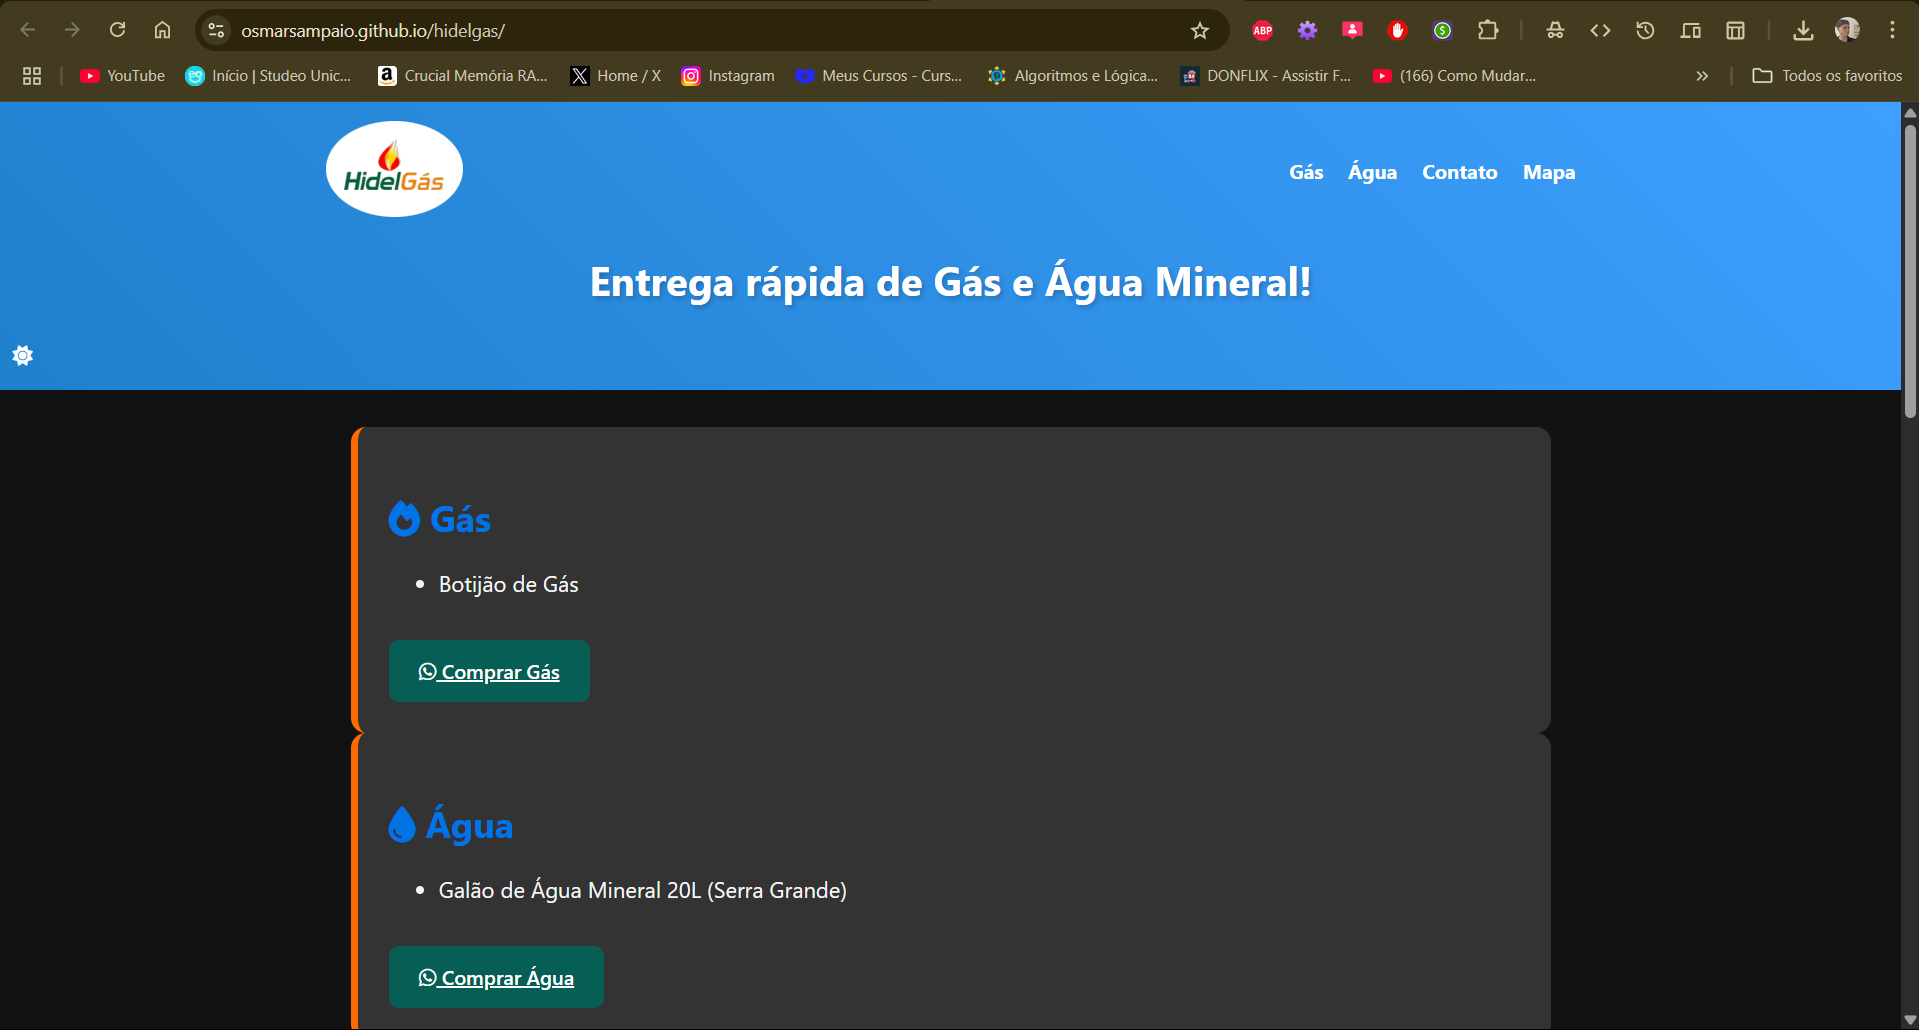 osmarsampaio.github.io/hidelgas/
ABP
YouTube
Início | Studeo Unic...
Crucial Memória RA...
Home / X
Instagram
Meus Cursos - Curs...
Algoritmos e Lógica...
DONFLIX - Assistir F...
(166) Como Mudar...
Todos os favoritos
HidelGás
Gás
Água
Contato
Mapa
Entrega rápida de Gás e Água Mineral!
Gás
Botijão de Gás
Comprar Gás
Água
Galão de Água Mineral 20L (Serra Grande)
Comprar Água